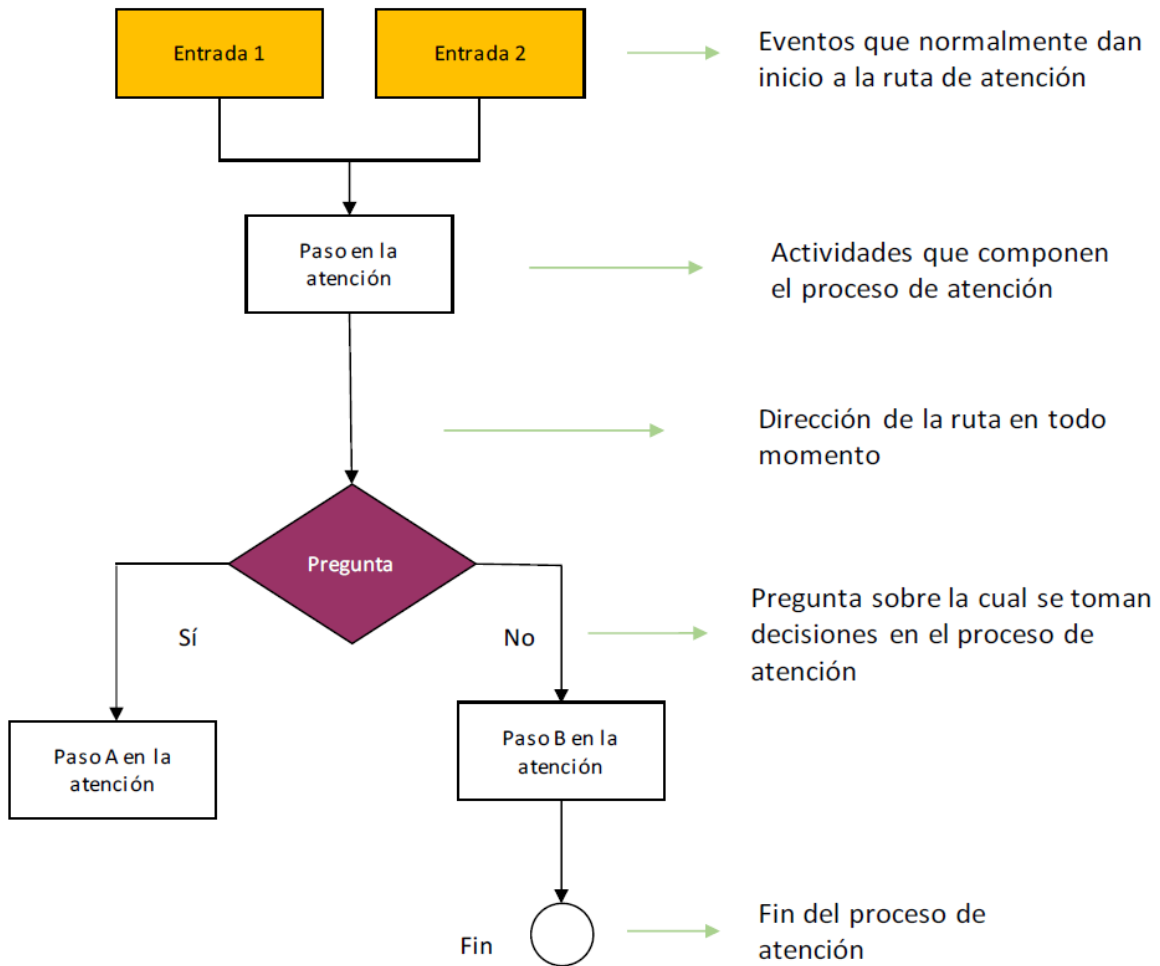 Entrada 1
Entrada 2
Eventos que normalmente dan
inicio a la ruta de atención
Paso en la
atención
Actividades que componen
el proceso de atención
Dirección de la ruta en todo
momento
Pregunta
Sí
No
Pregunta sobre la cual se toman
decisiones en el proceso de
atención
Paso A en la
atención
Paso B en la
atención
Fin
Fin del proceso de
atención